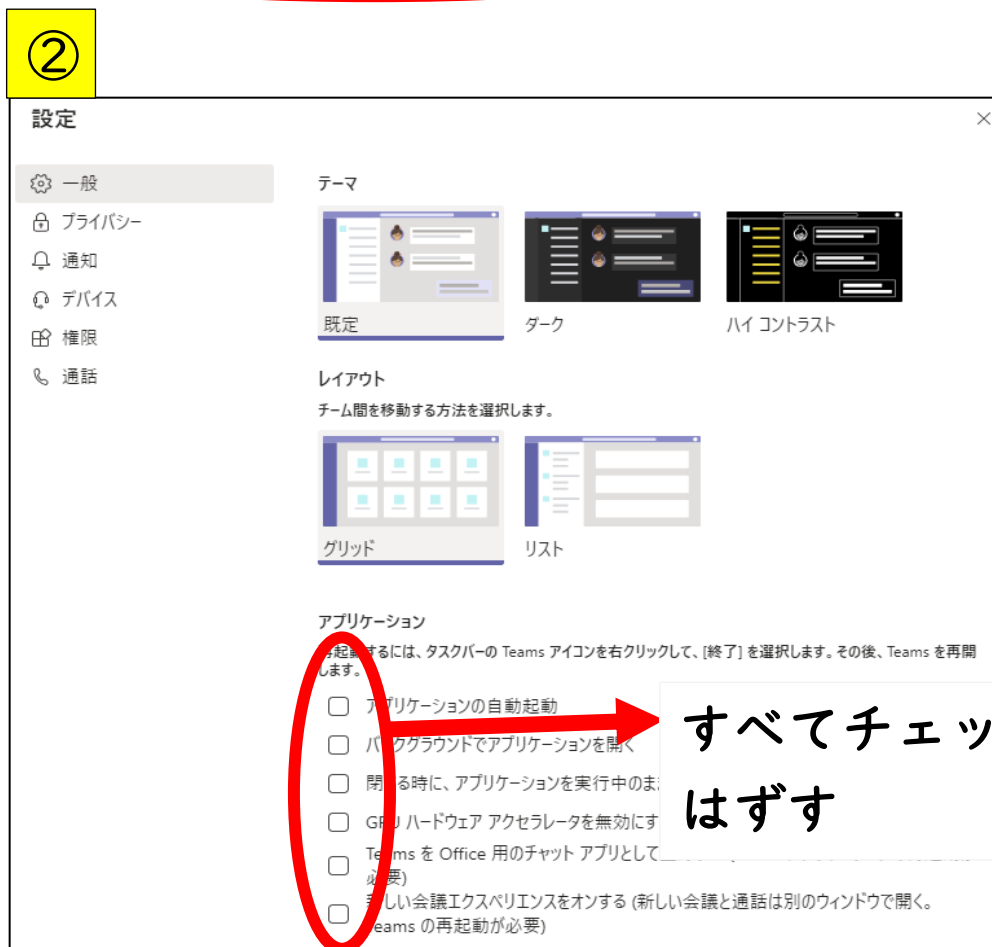 ②
設定
一般
プライバシー
通知
デバイス
権限
通話
テーマ
既定
ダーク
ハイ コントラスト
レイアウト
チーム間を移動する方法を選択します。
グリッド
リスト
アプリケーション
再起動するには、タスクバーの Teams アイコンを右クリックして、[終了] を選択します。その後、Teams を再開
します。
アプリケーションの自動起動
バックグラウンドでアプリケーションを開く
閉じる時に、アプリケーションを実行中のま
GPU ハードウェア アクセラレータを無効にす
Teams を Office 用のチャット アプリとして
必要)
新しい会議エクスペリエンスをオンする (新しい会議と通話は別のウィンドウで開く。
Teams の再起動が必要)
すべてチェッ
はずす